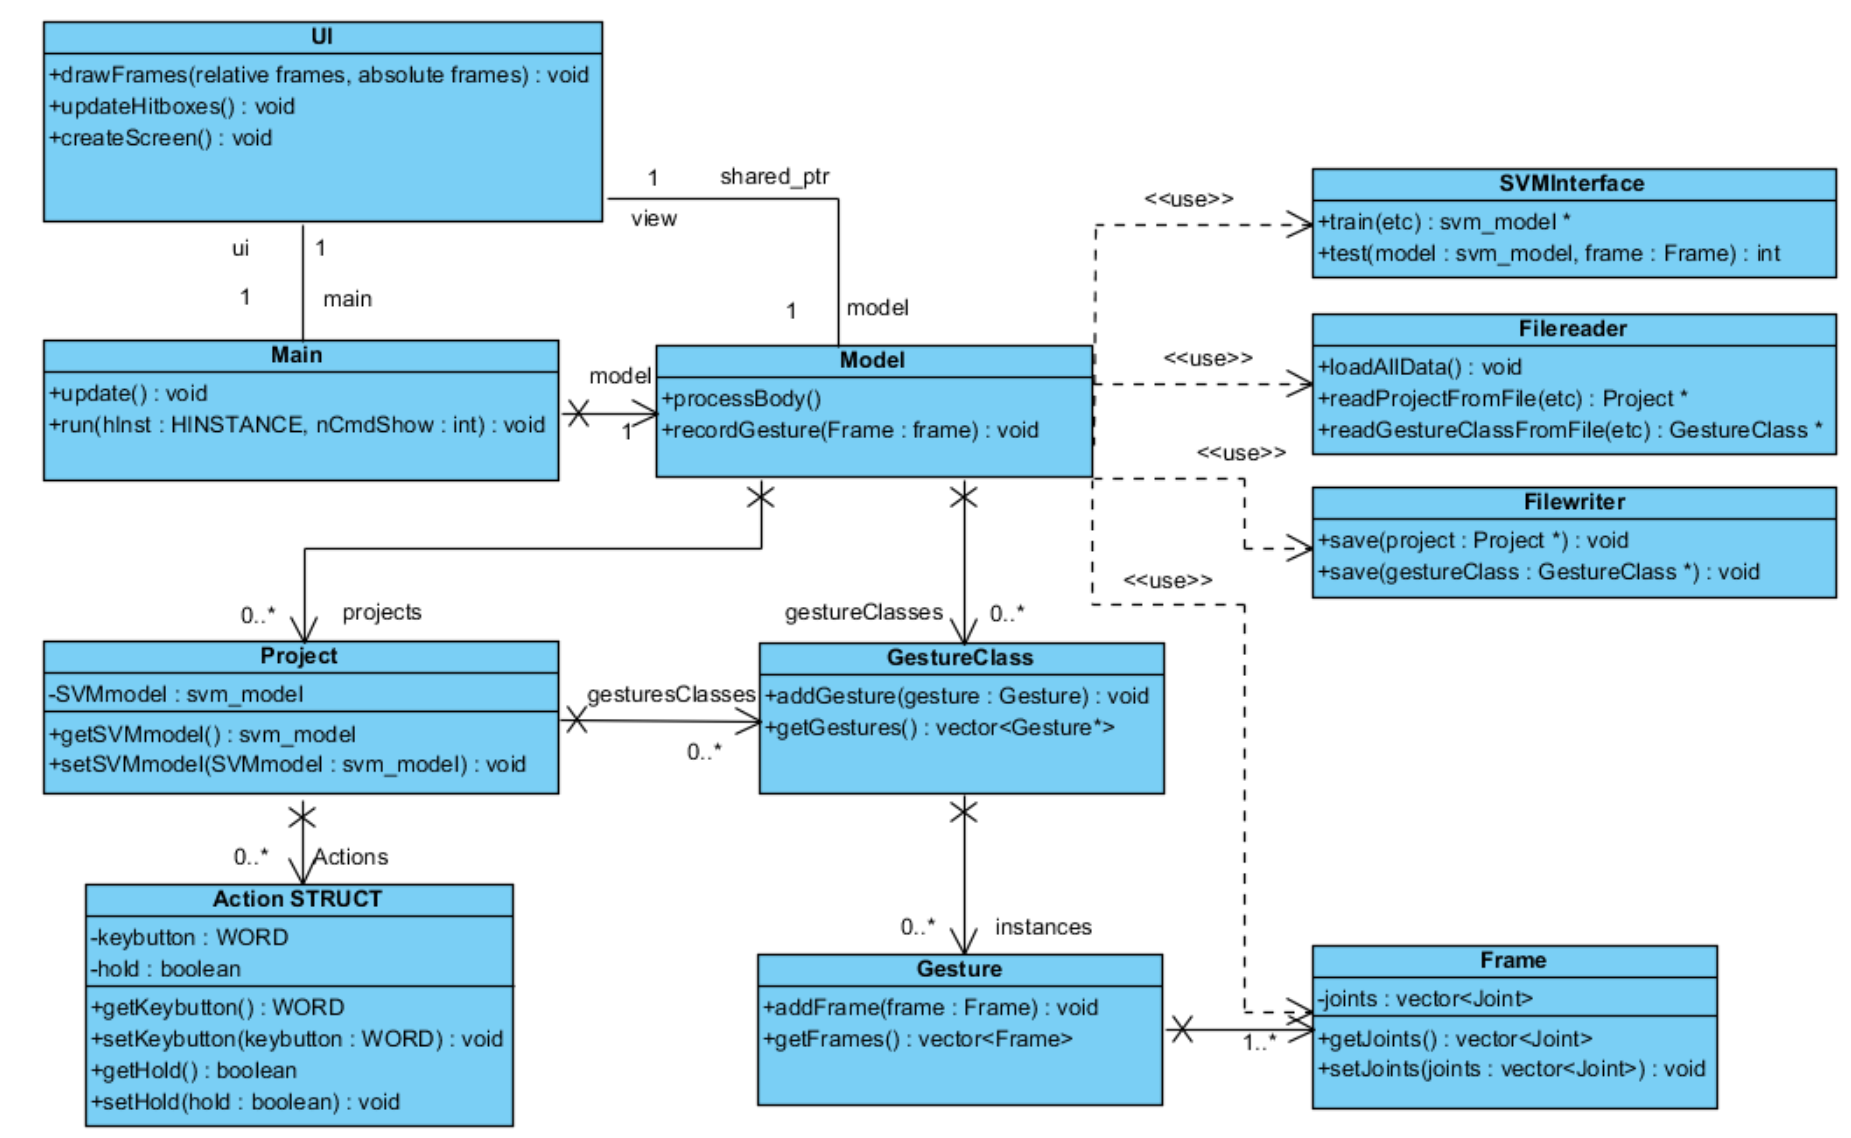 UI
+drawFrames(relative frames, absolute frames) : void
+updateHitboxes() : void
+createScreen() : void
1
shared_ptr
view
ui
1
1
main
1
model
Main
+update() : void
+run(hInst : HINSTANCE, nCmdShow : int) : void
model
1
Model
+processBody()
+recordGesture(Frame : frame) : void
<<use>>
SVMInterface
+train(etc) : svm_model *
+test(model : svm_model, frame : Frame) : int
<<use>>
Filereader
+loadAllData() : void
+readProjectFromFile(etc) : Project *
+readGestureClassFromFile(etc) : GestureClass *
<<use>>
Filewriter
+save(project : Project *) : void
+save(gestureClass : GestureClass *) : void
<<use>>
0..*
projects
gestureClasses
0..*
Project
-SVMmodel : svm_model
+getSVMmodel() : svm_model
+setSVMmodel(SVMmodel : svm_model) : void
gesturesClasses
0..*
GestureClass
+addGesture(gesture : Gesture) : void
+getGestures() : vector<Gesture*>
0..*
Actions
Action STRUCT
-keybutton : WORD
-hold : boolean
+getKeybutton() : WORD
+setKeybutton(keybutton : WORD) : void
+getHold() : boolean
+setHold(hold : boolean) : void
0..*
instances
Gesture
+addFrame(frame : Frame) : void
+getFrames() : vector<Frame>
1..*
Frame
-joints : vector<Joint>
+getJoints() : vector<Joint>
+setJoints(joints : vector<Joint>) : void